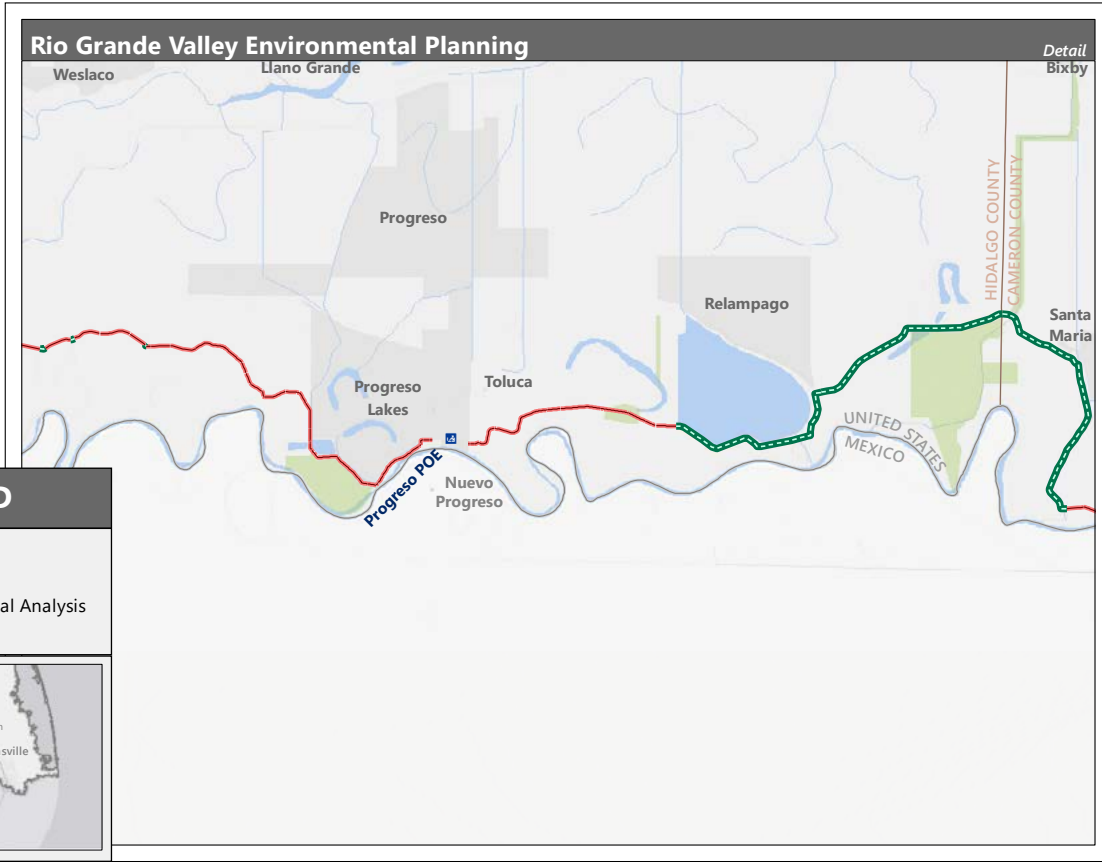 Rio Grande Valley Environmental Planning
Detail
Weslaco
Llano Grande
Bixby
Progreso
HIDALGO COUNTY
CAMERON COUNTY
Relampago
Santa
Maria
Progreso
Lakes
Toluca
UNITED STATES
MEXICO
Progreso POE
Nuevo
Progreso
D
al Analysis
n
sville